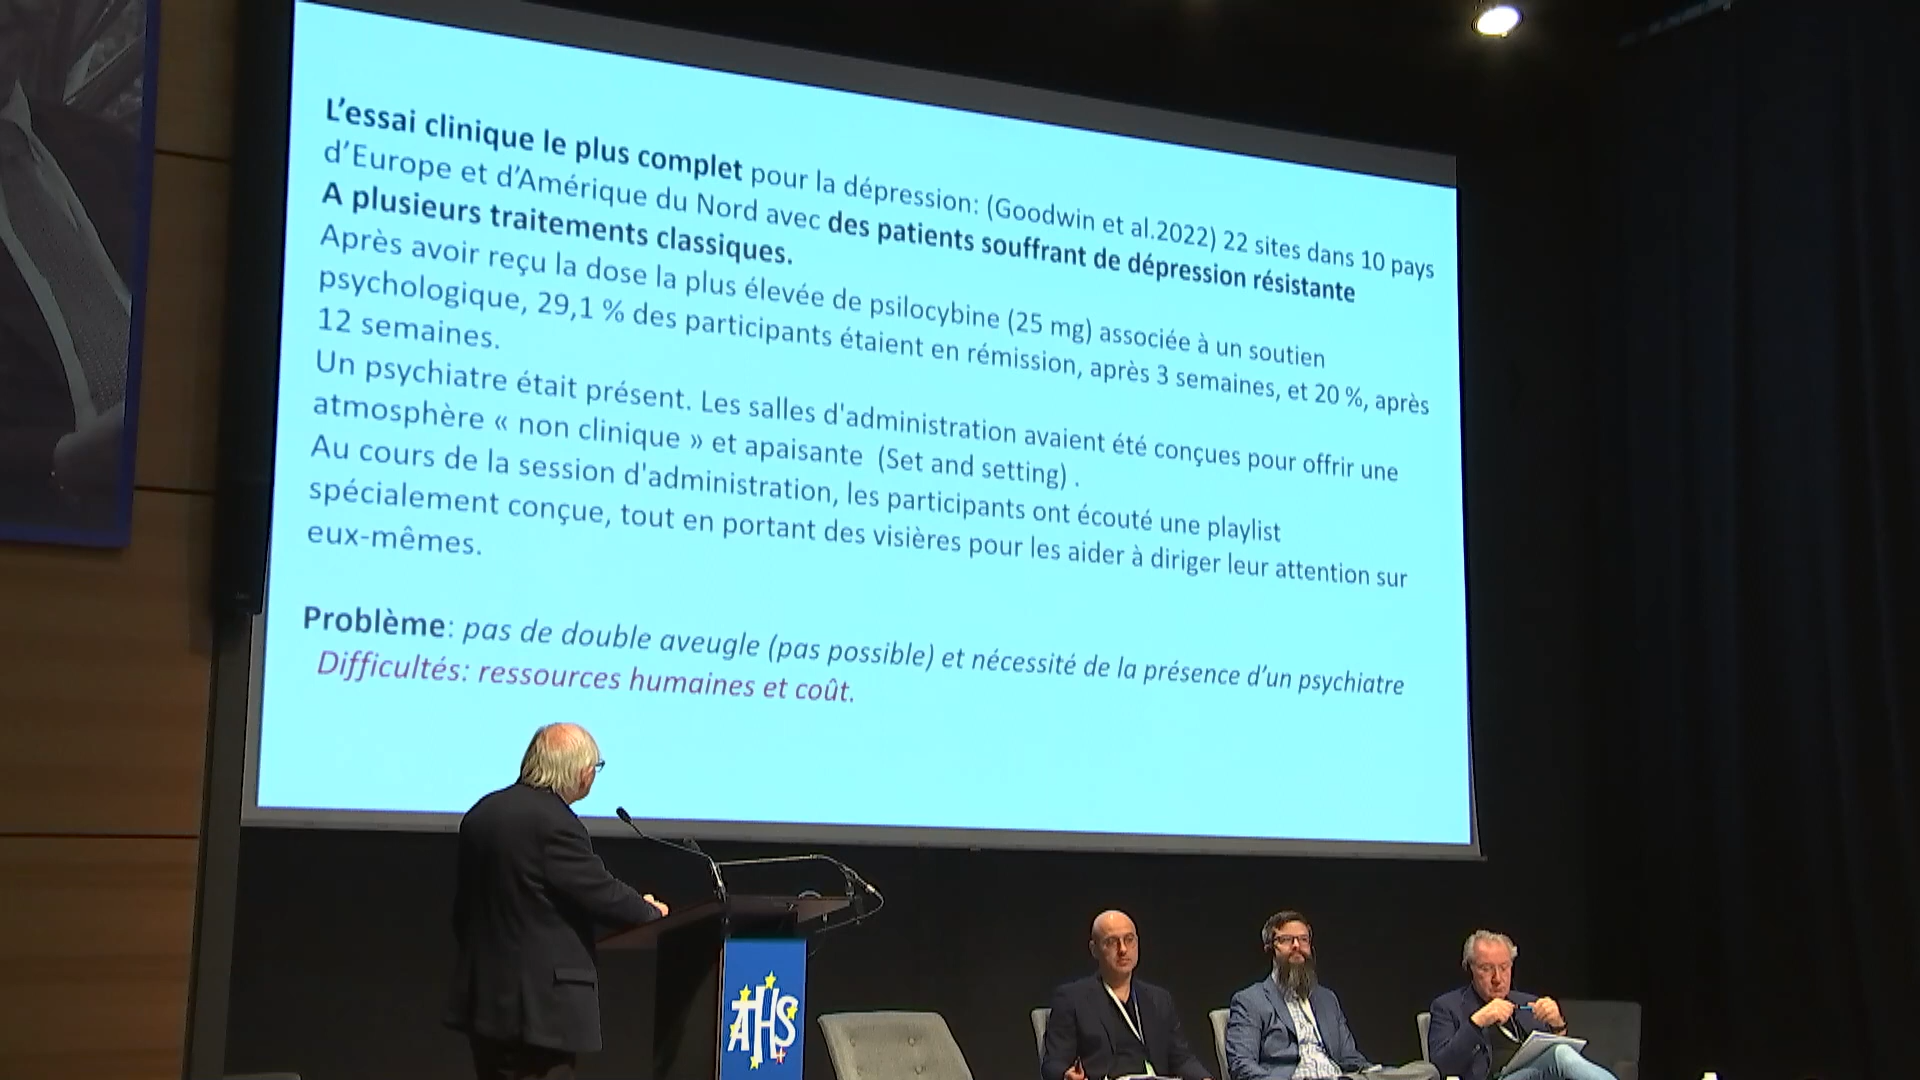 L'essai clinique le plus complet pour la dépression: (Goodwin et al.2022) 22 sites dans 10 pays
d'Europe et d'Amérique du Nord avec des patients souffrant de dépression résistante
A plusieurs traitements classiques.
Après avoir reçu la dose la plus élevée de psilocybine (25 mg) associée à un soutien
psychologique, 29,1 % des participants étaient en rémission, après 3 semaines, et 20 %, après
12 semaines.
Un psychiatre était présent. Les salles d'administration avaient été conçues pour offrir une
atmosphère « non clinique » et apaisante (Set and setting) .
Au cours de la session d'administration, les participants ont écouté une playlist
spécialement conçue, tout en portant des visières pour les aider à diriger leur attention sur
eux-mêmes.
Problème: pas de double aveugle (pas possible) et nécessité de la présence d'un psychiatre
Difficultés: ressources humaines et coût.
AHS